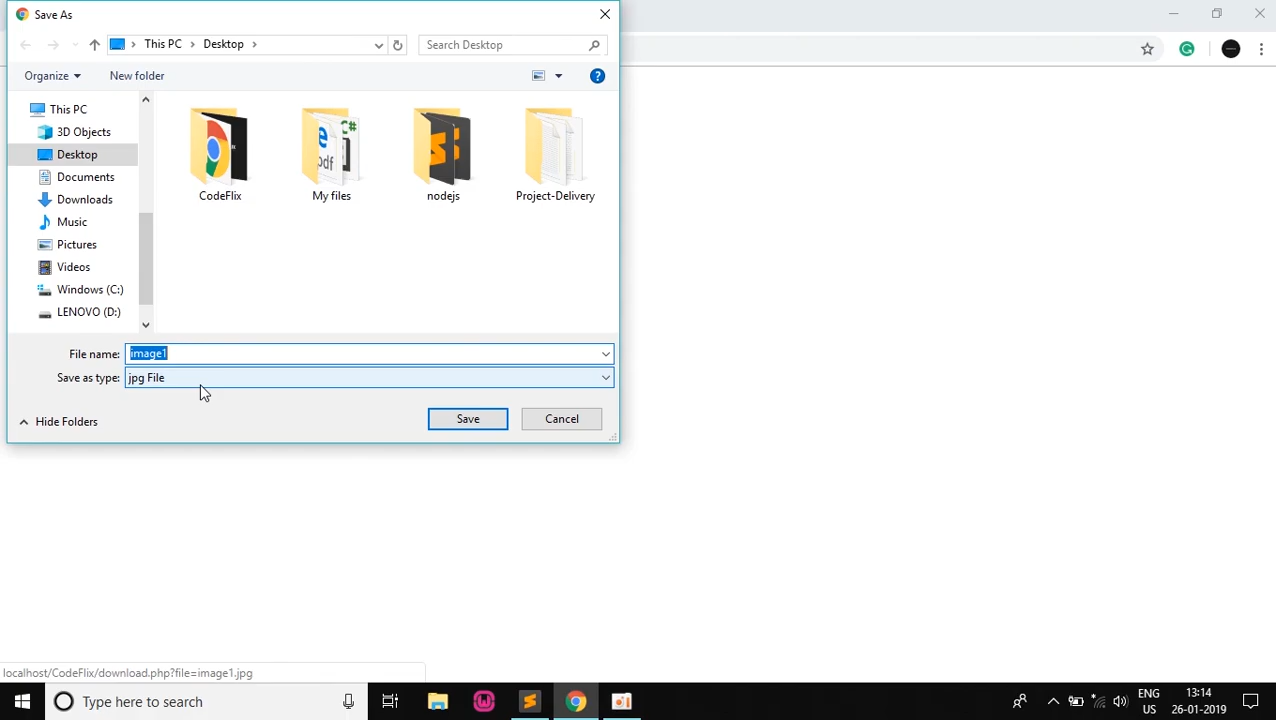 Save As
This PC
Desktop
Search Desktop
Organize
New folder
This PC
3D Objects
Desktop
Documents
Downloads
Music
Pictures
Videos
Windows (C:)
LENOVO (D:)
C#
pdf
CodeFlix
My files
nodejs
Project-Delivery
File name: image1
Save as type: jpg File
Hide Folders
Save
Cancel
localhost/CodeFlix/download.php?file=image1.jpg
Type here to search
ENG
US
13:14
26-01-2019